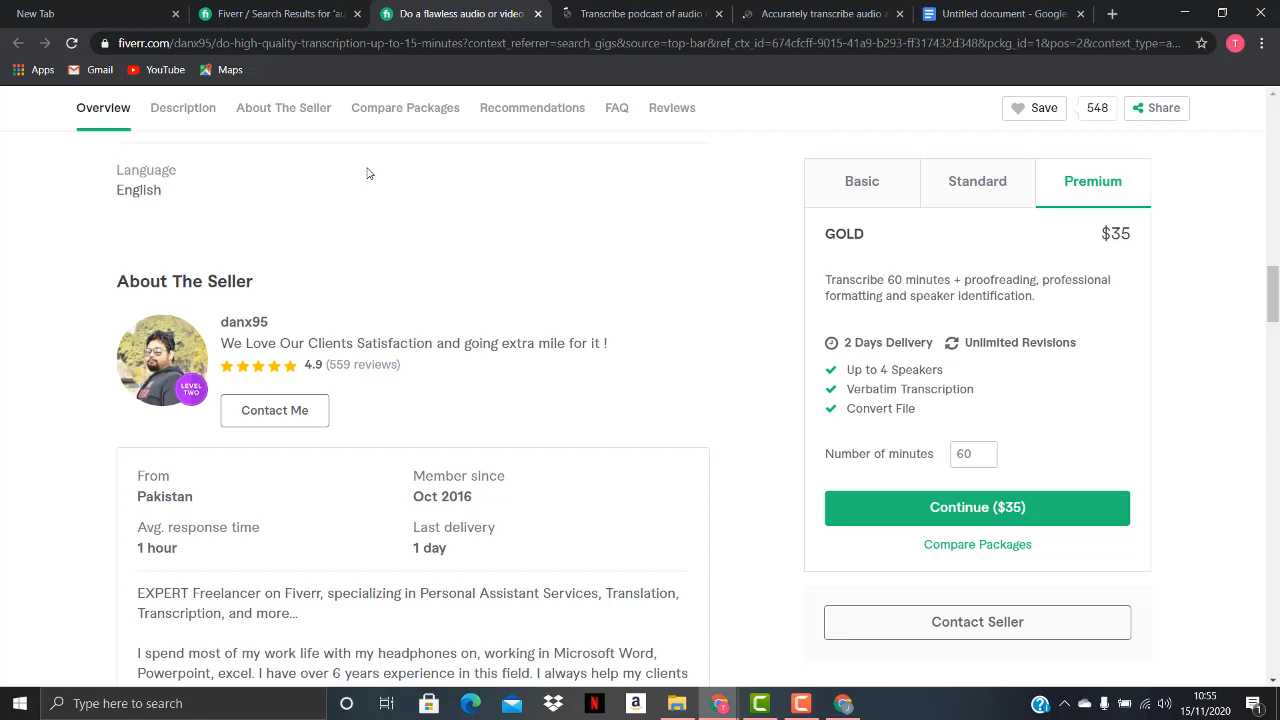 New Tab
Fiverr / Search Results for 'au
Do a flawless audio or video
Transcribe podcast of audio
Accurately transcribe audio a
Untitled document - Google
fiverr.com/danx95/do-high-quality-transcription-up-to-15-minutes?context_referrer=search_gigs&source=top-bar&ref_ctx_id=674cfcff-9015-41a9-b293-ff317432d348&pckg_id=1&pos=2&context_type=a...
T
Apps
Gmail
YouTube
Maps
Overview
Description
About The Seller
Compare Packages
Recommendations
FAQ
Reviews
Save
548
Share
Language
English
About The Seller
danx95
We Love Our Clients Satisfaction and going extra mile for it !
4.9 (559 reviews)
LEVEL
TWO
Contact Me
From
Pakistan
Member since
Oct 2016
Avg. response time
1 hour
Last delivery
1 day
EXPERT Freelancer on Fiverr, specializing in Personal Assistant Services, Translation,
Transcription, and more...
I spend most of my work life with my headphones on, working in Microsoft Word,
Powerpoint, excel. I have over 6 years experience in this field. I always help my clients
Basic
Standard
Premium
GOLD
$35
Transcribe 60 minutes + proofreading, professional
formatting and speaker identification.
2 Days Delivery
Unlimited Revisions
Up to 4 Speakers
Verbatim Transcription
Convert File
Number of minutes
60
Continue ($35)
Compare Packages
Contact Seller
Type here to search
10:55
15/11/2020